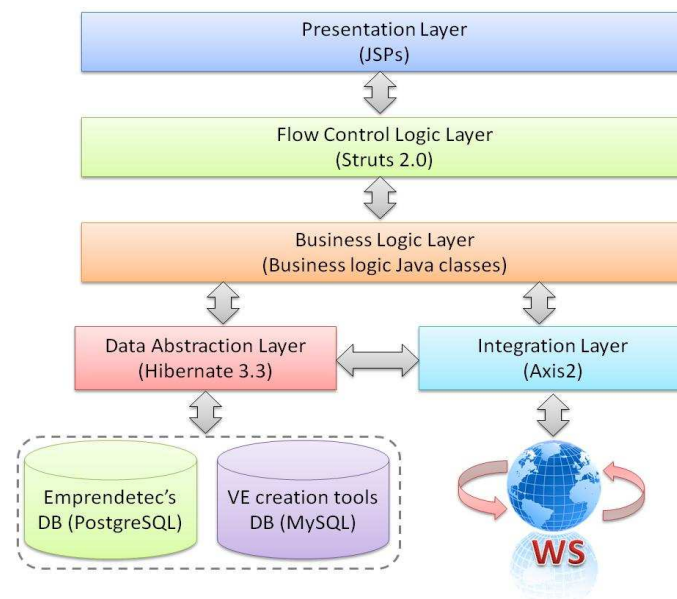 Presentation Layer
(JSPs)
Flow Control Logic Layer
(Struts 2.0)
Business Logic Layer
(Business logic Java classes)
Data Abstraction Layer
(Hibernate 3.3)
Integration Layer
(Axis2)
Emprendetec's
DB (PostgreSQL)
VE creation tools
DB (MySQL)
WS